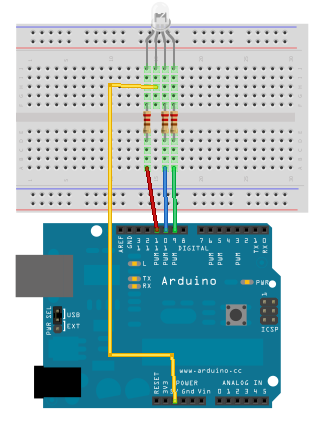 AREF
GND
13
12
11
10
9
8
7
6
5
4
3
2
TX 1
RX 0
PWM
PWM
PWM
DIGITAL
PWM
PWM
PWM
L
TX
RX
Arduino
PWR
PWR SEL
USB
EXT
1
ICSP
www.arduino.cc
POWER
ANALOG IN
RESET
3V3
Gnd
Vin
0 1 2 3 4 5